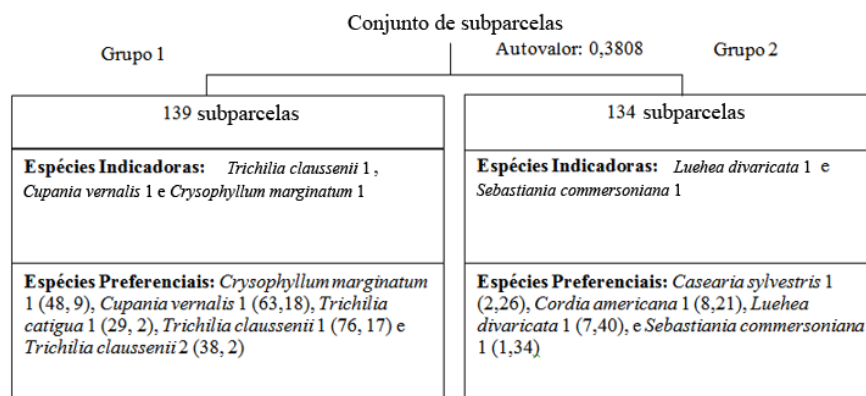 Conjunto de subparcelas
Grupo 1
Autovalor: 0,3808
Grupo 2
139 subparcelas
Espécies Indicadoras: Trichilia claussenii 1 ,
Cupania vernalis 1 e Crysophyllum marginatum 1
Espécies Preferenciais: Crysophyllum marginatum
1 (48, 9), Cupania vernalis 1 (63,18), Trichilia
catigua 1 (29, 2), Trichilia claussenii 1 (76, 17) e
Trichilia claussenii 2 (38, 2)
134 subparcelas
Espécies Indicadoras: Luehea divaricata 1 e
Sebastiania commersoniana 1
Espécies Preferenciais: Casearia sylvestris 1
(2,26), Cordia americana 1 (8,21), Luehea
divaricata 1 (7,40), e Sebastiania commersoniana
1 (1,34)